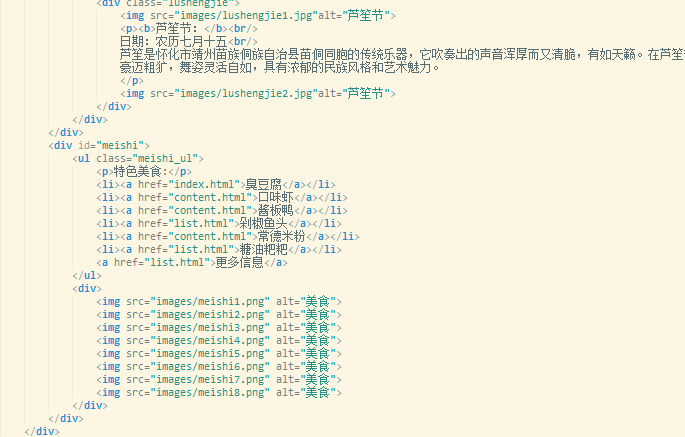 <div class="lushengjie">
<img src="images/lushengjie1.jpg"alt="芦笙节">
<p><b>芦笙节：</b><br/>
日期：农历七月十五<br/>
芦笙是怀化市靖州苗族侗族自治县苗侗同胞的传统乐器，它吹奏出的声音浑厚而又清脆，有如天籁。在芦笙
豪迈粗犷，舞姿灵活自如，具有浓郁的民族风格和艺术魅力。
</p>
<img src="images/lushengjie2.jpg"alt="芦笙节">
</div>
</div>
</div>
<div id="meishi">
<ul class="meishi_ul">
<p>特色美食:</p>
<li><a href="index.html">臭豆腐</a></li>
<li><a href="content.html">口味虾</a></li>
<li><a href="content.html">酱板鸭</a></li>
<li><a href="list.html">剁椒鱼头</a></li>
<li><a href="content.html">常德米粉</a></li>
<li><a href="list.html">糖油粑粑</a></li>
<a href="list.html">更多信息</a>
</ul>
<div>
<img src="images/meishi1.png" alt="美食">
<img src="images/meishi2.png" alt="美食">
<img src="images/meishi3.png" alt="美食">
<img src="images/meishi4.png" alt="美食">
<img src="images/meishi5.png" alt="美食">
<img src="images/meishi6.png" alt="美食">
<img src="images/meishi7.png" alt="美食">
<img src="images/meishi8.png" alt="美食">
</div>
</div>
</div>